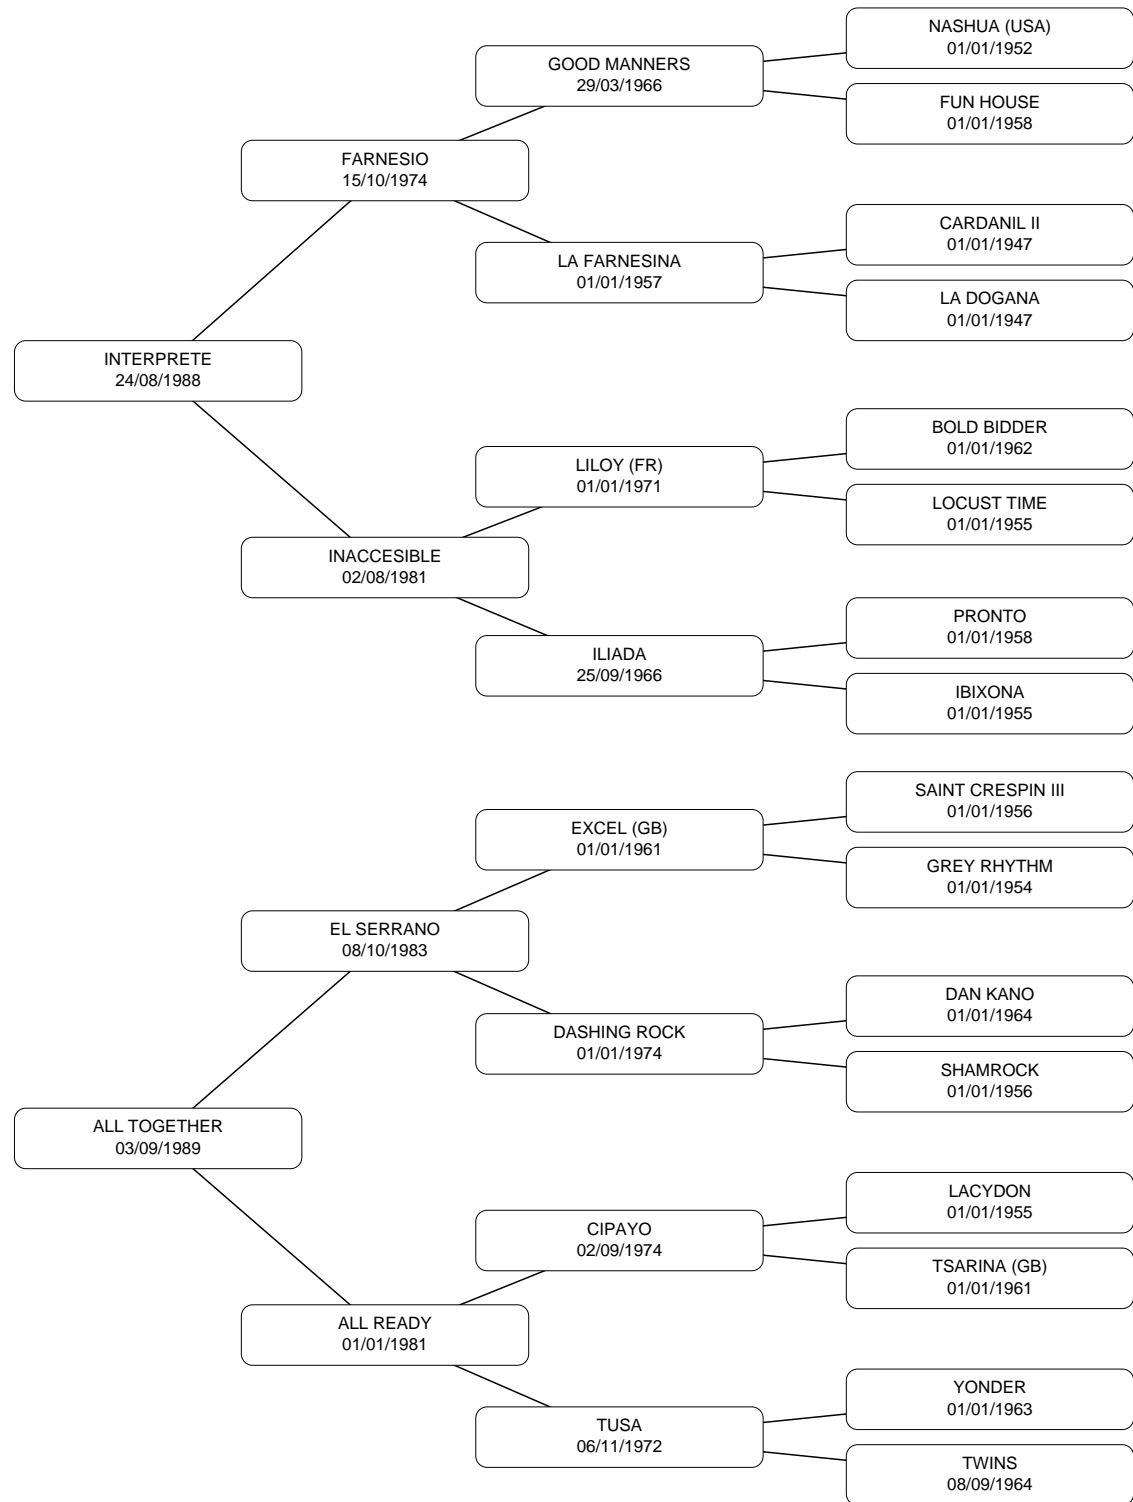 NASHUA (USA)
01/01/1952
GOOD MANNERS
29/03/1966
FUN HOUSE
01/01/1958
FARNESIO
15/10/1974
CARDANIL II
01/01/1947
LA FARNESINA
01/01/1957
LA DOGANA
01/01/1947
INTERPRETE
24/08/1988
BOLD BIDDER
01/01/1962
LILOY (FR)
01/01/1971
LOCUST TIME
01/01/1955
INACCESIBLE
02/08/1981
PRONTO
01/01/1958
ILIADA
25/09/1966
IBIXONA
01/01/1955
SAINT CRESPIN III
01/01/1956
EXCEL (GB)
01/01/1961
GREY RHYTHM
01/01/1954
EL SERRANO
08/10/1983
DAN KANO
01/01/1964
DASHING ROCK
01/01/1974
SHAMROCK
01/01/1956
ALL TOGETHER
03/09/1989
LACYDON
01/01/1955
CIPAYO
02/09/1974
TSARINA (GB)
01/01/1961
ALL READY
01/01/1981
YONDER
01/01/1963
TUSA
06/11/1972
TWINS
08/09/1964